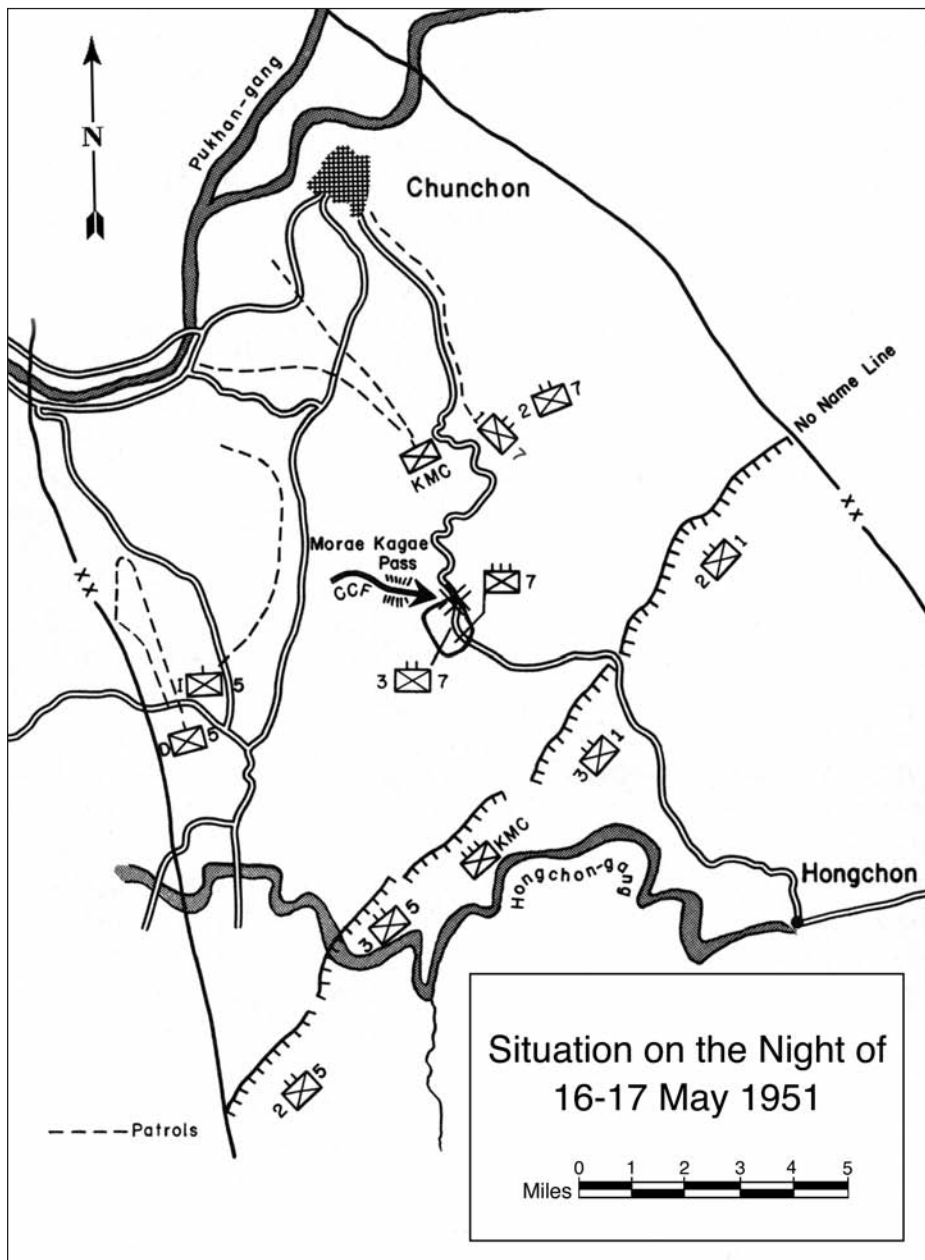 N
Pukhan-gang
Chunchon
No Name Line
2 7
1 7
KMC
xx
Morae Kagae
Pass
CCF
7
2 1
xx
3 7
I 5
D 5
3 1
KMC
Hongchon-gang
Hongchon
3 5
2 5
Situation on the Night of
16-17 May 1951
Patrols
0 1 2 3 4 5
Miles